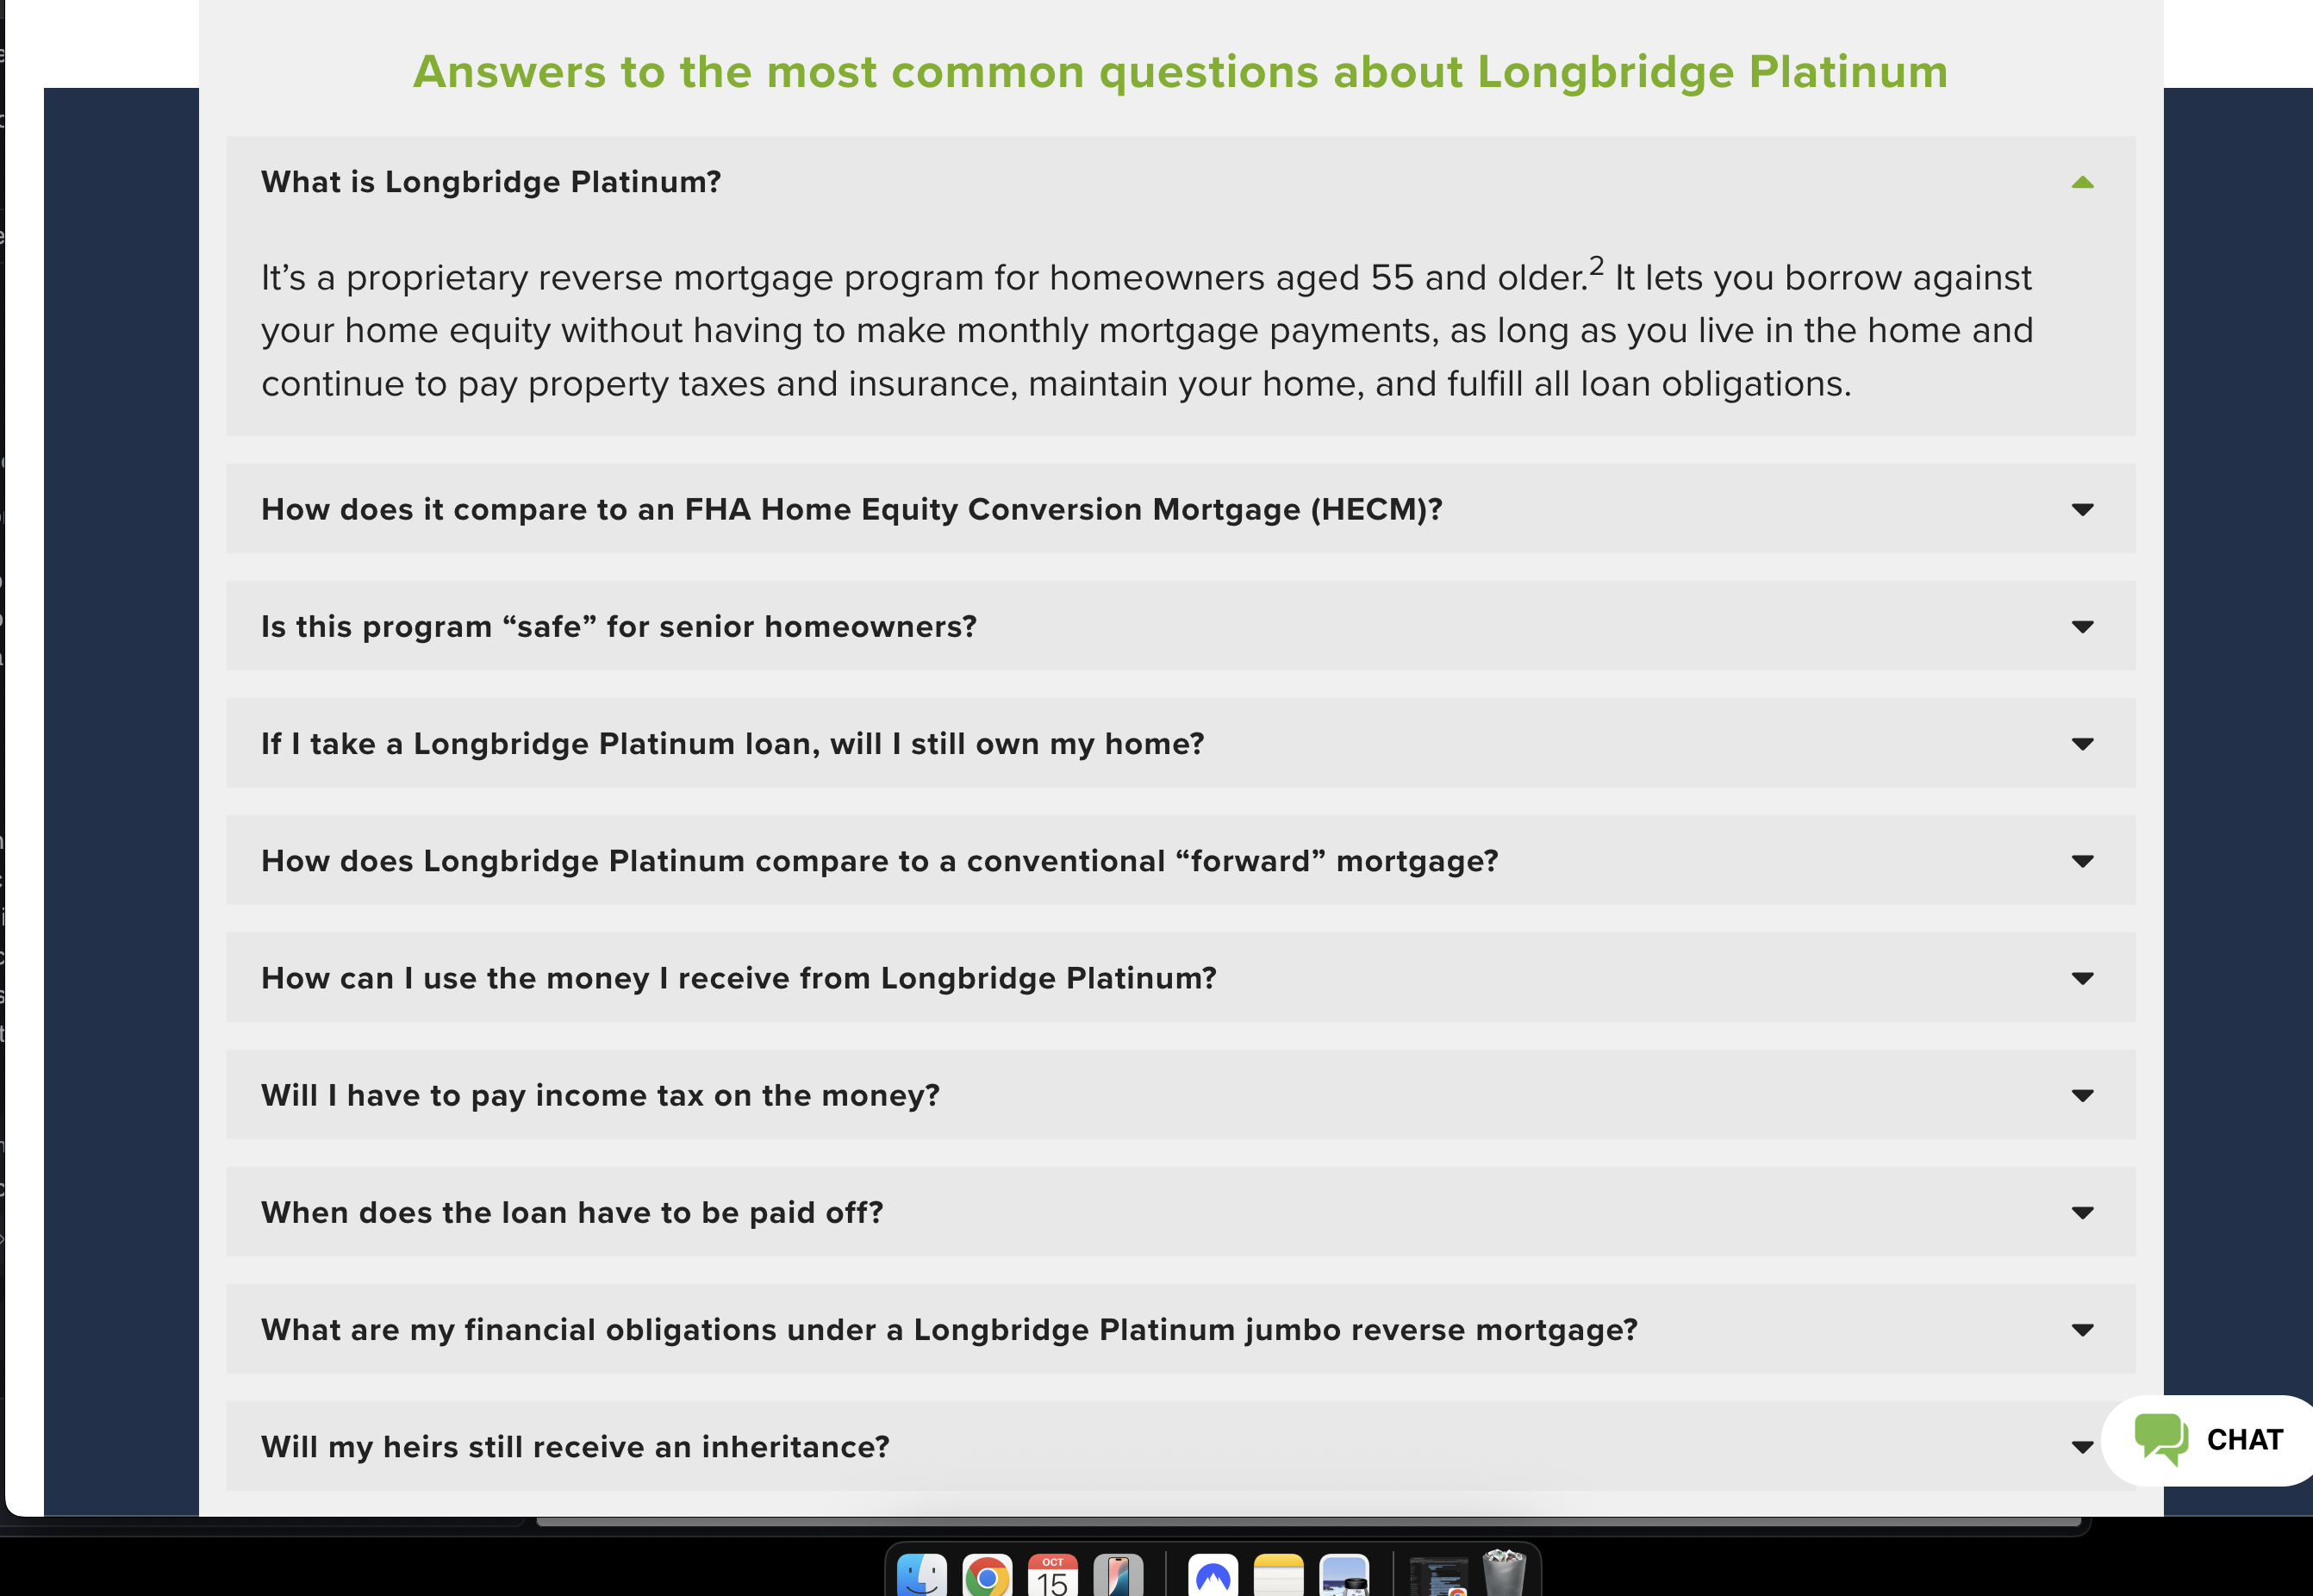 Answers to the most common questions about Longbridge Platinum
What is Longbridge Platinum?
It’s a proprietary reverse mortgage program for homeowners aged 55 and older.2 It lets you borrow against
your home equity without having to make monthly mortgage payments, as long as you live in the home and
continue to pay property taxes and insurance, maintain your home, and fulfill all loan obligations.
How does it compare to an FHA Home Equity Conversion Mortgage (HECM)?
Is this program “safe” for senior homeowners?
If I take a Longbridge Platinum loan, will I still own my home?
How does Longbridge Platinum compare to a conventional “forward” mortgage?
How can I use the money I receive from Longbridge Platinum?
Will I have to pay income tax on the money?
When does the loan have to be paid off?
What are my financial obligations under a Longbridge Platinum jumbo reverse mortgage?
Will my heirs still receive an inheritance?
CHAT
OCT
15